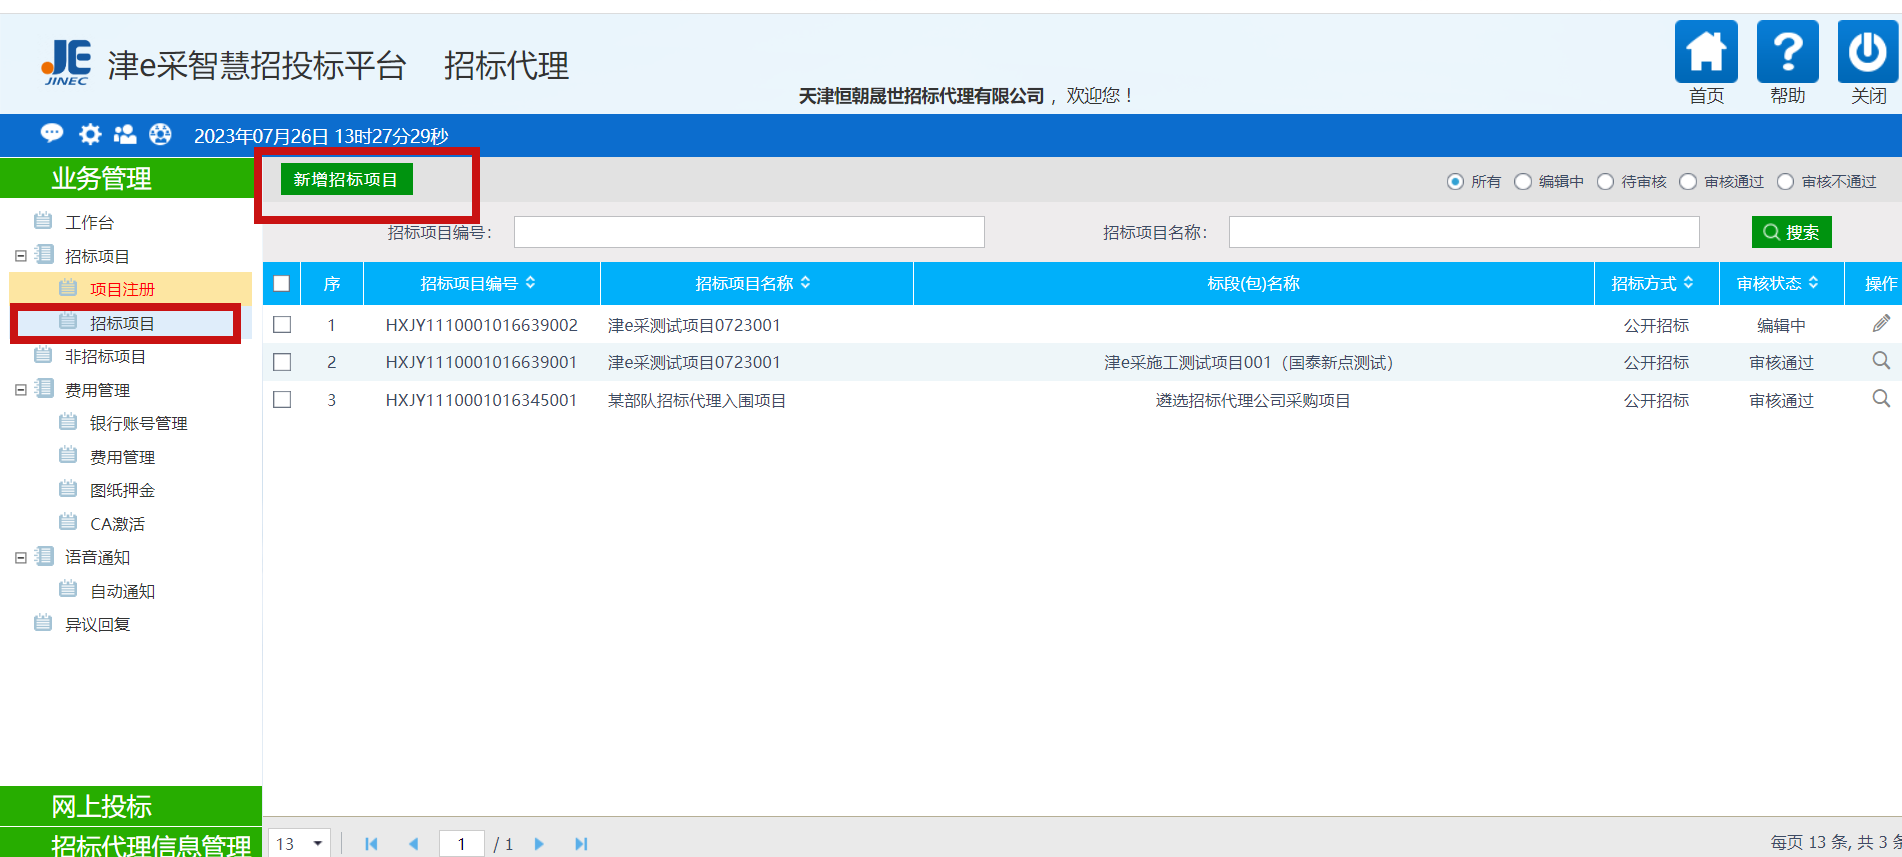 JE
JINEC
津e采智慧招投标平台 招标代理
天津恒朝晟世招标代理有限公司 ， 欢迎您！
首页 帮助 关闭
2023年07月26日 13时27分29秒
业务管理
工作台
招标项目
项目注册
招标项目
非招标项目
费用管理
银行账号管理
费用管理
图纸押金
CA激活
语音通知
自动通知
异议回复
网上投标
招标代理信息管理
新增招标项目
所有 编辑中 待审核 审核通过 审核不通过
招标项目编号： 招标项目名称： 搜索
序 招标项目编号 招标项目名称 标段(包)名称 招标方式 审核状态 操作
1 HXJY1110001016639002 津e采测试项目0723001 公开招标 编辑中
2 HXJY1110001016639001 津e采测试项目0723001 津e采施工测试项目001（国泰新点测试） 公开招标 审核通过
3 HXJY1110001016345001 某部队招标代理入围项目 遴选招标代理公司采购项目 公开招标 审核通过
13 1 / 1 每页 13 条, 共 3 条